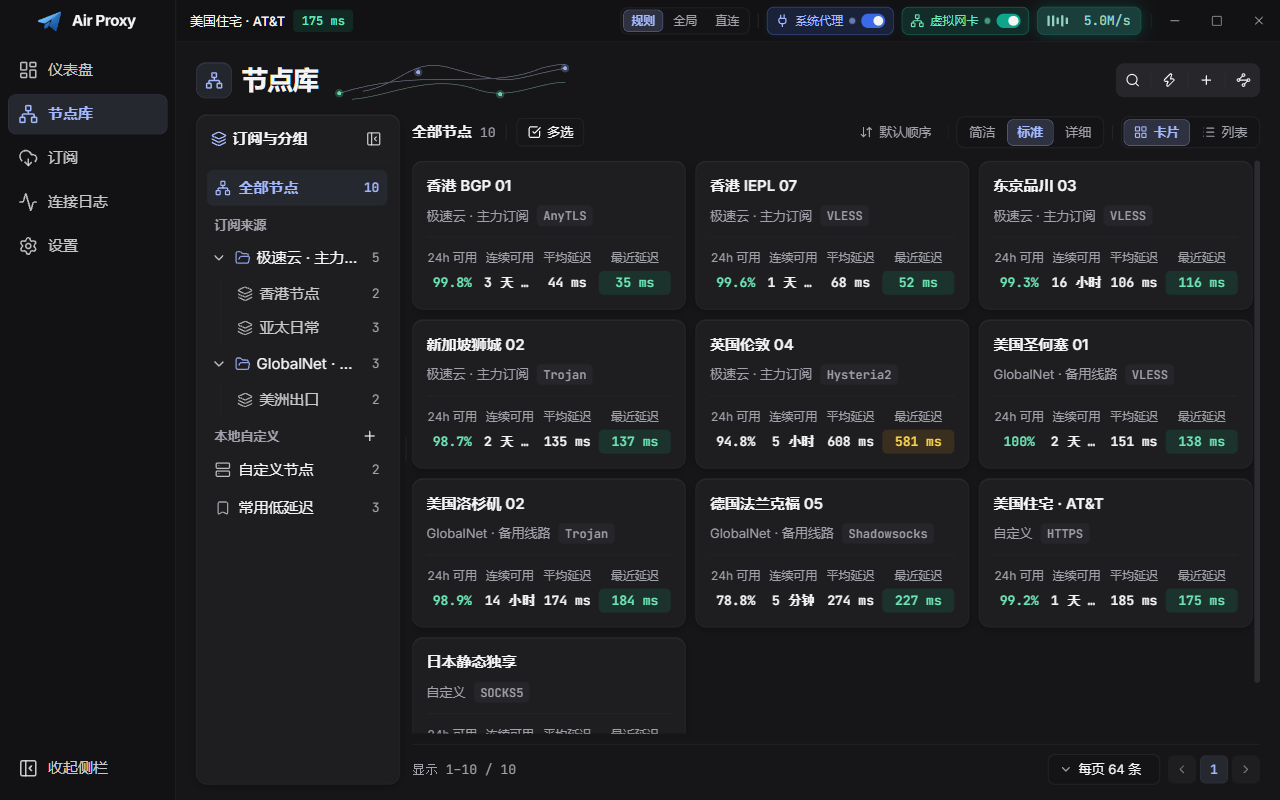 Air Proxy
美国住宅 · AT&T 175 ms
规则 全局 直连
系统代理
虚拟网卡
5.0M/s
仪表盘
节点库
订阅
连接日志
设置
收起侧栏
节点库
订阅与分组
全部节点 10
订阅来源
极速云 · 主力... 5
香港节点 2
亚太日常 3
GlobalNet · ... 3
美洲出口 2
本地自定义
自定义节点 2
常用低延迟 3
全部节点 10 多选
默认顺序 简洁 标准 详细 卡片 列表
香港 BGP 01
极速云 · 主力订阅 AnyTLS
24h 可用 连续可用 平均延迟 最近延迟
99.8% 3 天 … 44 ms 35 ms
香港 IEPL 07
极速云 · 主力订阅 VLESS
24h 可用 连续可用 平均延迟 最近延迟
99.6% 1 天 … 68 ms 52 ms
东京品川 03
极速云 · 主力订阅 VLESS
24h 可用 连续可用 平均延迟 最近延迟
99.3% 16 小时 106 ms 116 ms
新加坡狮城 02
极速云 · 主力订阅 Trojan
24h 可用 连续可用 平均延迟 最近延迟
98.7% 2 天 … 135 ms 137 ms
英国伦敦 04
极速云 · 主力订阅 Hysteria2
24h 可用 连续可用 平均延迟 最近延迟
94.8% 5 小时 608 ms 581 ms
美国圣何塞 01
GlobalNet · 备用线路 VLESS
24h 可用 连续可用 平均延迟 最近延迟
100% 2 天 … 151 ms 138 ms
美国洛杉矶 02
GlobalNet · 备用线路 Trojan
24h 可用 连续可用 平均延迟 最近延迟
98.9% 14 小时 174 ms 184 ms
德国法兰克福 05
GlobalNet · 备用线路 Shadowsocks
24h 可用 连续可用 平均延迟 最近延迟
78.8% 5 分钟 274 ms 227 ms
美国住宅 · AT&T
自定义 HTTPS
24h 可用 连续可用 平均延迟 最近延迟
99.2% 1 天 … 185 ms 175 ms
日本静态独享
自定义 SOCKS5
24h 可用 连续可用 平均延迟 最近延迟
显示 1–10 / 10
每页 64 条
1